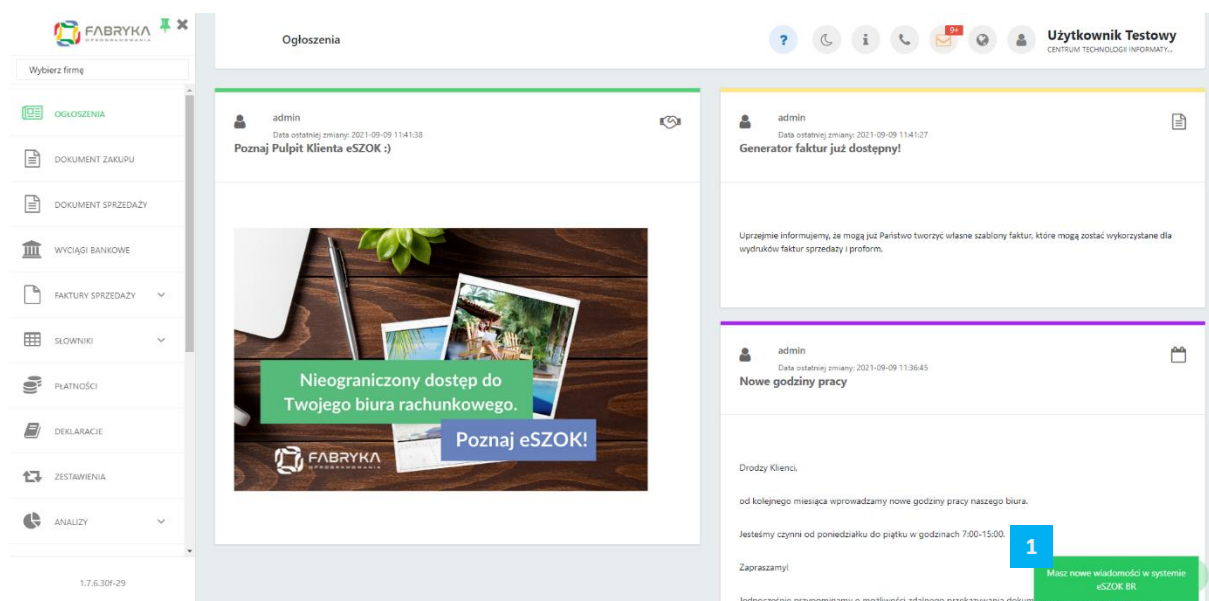 FABRYKA
OPROGRAMOWANIA
Wybierz firmę
OGŁOSZENIA
DOKUMENT ZAKUPU
DOKUMENT SPRZEDAŻY
WYCIĄGI BANKOWE
FAKTURY SPRZEDAŻY
SŁOWNIKI
PŁATNOŚCI
DEKLARACJE
ZESTAWIENIA
ANALIZY
1.7.6.30f-29
Ogłoszenia
?
i
9+
Użytkownik Testowy
CENTRUM TECHNOLOGII INFORMATY...
admin
Data ostatniej zmiany: 2021-09-09 11:41:38
Poznaj Pulpit Klienta eSZOK :)
Nieograniczony dostęp do
Twojego biura rachunkowego.
Poznaj eSZOK!
FABRYKA
OPROGRAMOWANIA
admin
Data ostatniej zmiany: 2021-09-09 11:41:27
Generator faktur już dostępny!
Uprzejmie informujemy, że mogą już Państwo tworzyć własne szablony faktur, które mogą zostać wykorzystane dla
wydruków faktur sprzedaży i proform.
admin
Data ostatniej zmiany: 2021-09-09 11:36:45
Nowe godziny pracy
Drodzy Klienci,
od kolejnego miesiąca wprowadzamy nowe godziny pracy naszego biura.
Jesteśmy czynni od poniedziałku do piątku w godzinach 7:00-15:00.
Zapraszamy!
Jednocześnie przypominamy o możliwości zdalnego przekazywania dokum
1
Masz nowe wiadomości w systemie
eSZOK BR